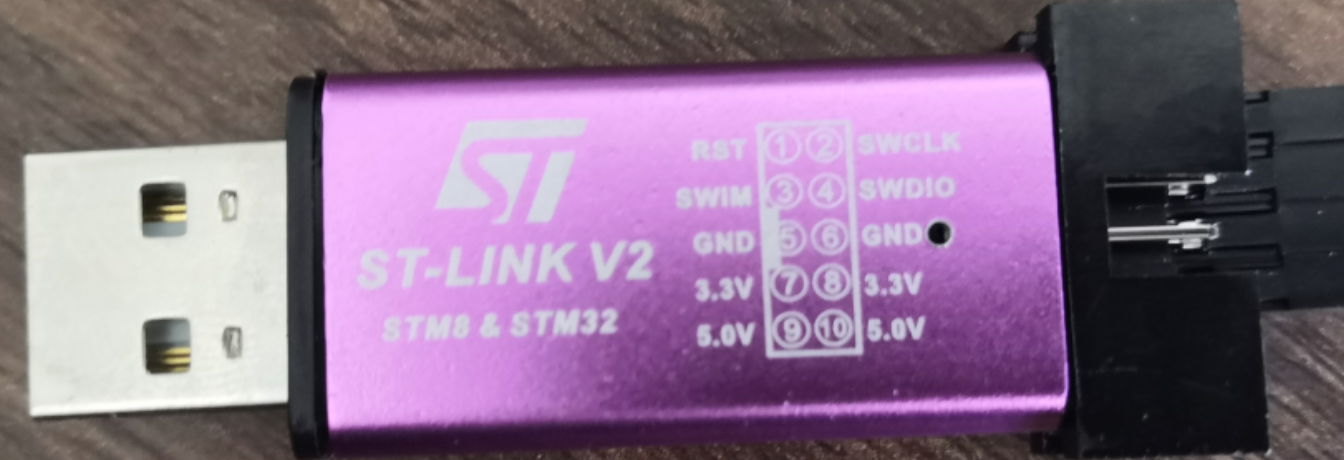 ST
ST-LINK V2
STM8 & STM32
RST 1 2 SWCLK
SWIM 3 4 SWDIO
GND 5 6 GND
3.3V 7 8 3.3V
5.0V 9 10 5.0V